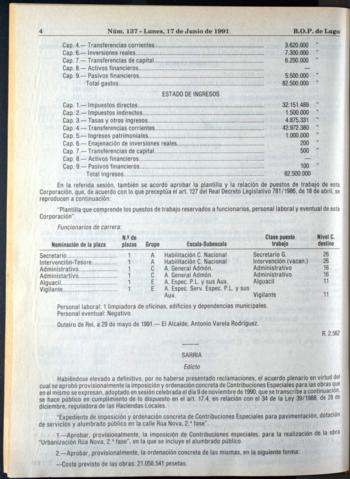 4 Núm. 137 - Lunes, 17 de Junio de 1991 B.O.P. de Lugo
Cap. 4.— Transferencias corrientes 3.620.000 "
Cap. 6.— Inversiones reales 7.300.000 "
Cap. 7.— Transferencias de capital 6.200.000 "
Cap. 8.— Activos financieros —
Cap. 9.— Pasivos financieros 5.500.000 "
Total gastos 82.500.000 "
ESTADO DE INGRESOS
Cap. 1.— Impuestos directos 32.151.489 "
Cap. 2.— Impuestos indirectos 1.500.000 "
Cap. 3.— Tasas y otros ingresos 4.875.331 "
Cap. 4.— Transferencias corrientes 42.972.380 "
Cap. 5.— Ingresos patrimoniales 1.000.000 "
Cap. 6.— Enajenación de inversiones reales 200 "
Cap. 7.— Transferencias de capital 500 "
Cap. 8.— Activos financieros —
Cap. 9.— Pasivos financieros 100 "
Total ingresos 82.500.000
En la referida sesión, también se acordó aprobar la plantilla y la relación de puestos de trabajo de esta
Corporación, que, de acuerdo con lo que preceptúa el art. 127 del Real Decreto Legislativo 781/1986, de 18 de abril, se
reproducen a continuación:
"Plantilla que comprende los puestos de trabajo reservados a funcionarios, personal laboral y eventual de esta
Corporación".
Funcionarios de carrera:
Nominación de la plaza N.º de plazas Grupo Escala-Subescala Clase puesto trabajo Nivel C. destino
Secretario 1 A Habilitación C. Nacional Secretario G. 26
Intervención-Tesore. 1 A Habilitación C. Nacional Intervención (vacan.) 26
Administrativo 1 C A. General Admón. Administrativo 16
Administrativo 1 C A. General Admón. Administrativo 16
Alguacil 1 E A. Espec. P.L. y sus Aux. Alguacil 11
Vigilante 1 E A. Espec. Serv. Espec. P.L. y sus
Aux. Vigilante 11
Personal laboral: 1 limpiadora de oficinas, edificios y dependencias municipales.
Personal eventual: Negativo.
Outeiro de Rei, a 29 de mayo de 1991.— El Alcalde, Antonio Varela Rodríguez.
R. 2.562
SARRIA
Edicto
Habiéndose elevado a definitivo, por no haberse presentado reclamaciones, el acuerdo plenario en virtud del
cual se aprobó provisionalmente la imposición y ordenación concreta de Contribuciones Especiales para las obras que
en el mismo se expresan, adoptado en sesión celebrada el día 9 de noviembre de 1990, que se transcribe a continuación,
se hace público en cumplimiento de lo dispuesto en el art. 17.4, en relación con el 34 de la Ley 39/1988, de 28 de
diciembre, reguladora de las Haciendas Locales.
"Expediente de imposición y ordenación concreta de Contribuciones Especiales para pavimentación, dotación
de servicios y alumbrado público en la calle Rúa Nova, 2.ª fase".
1.—Aprobar, provisionalmente, la imposición de Contribuciones especiales, para la realización de la obra
"Urbanización Rúa Nova, 2.ª fase", en la que se incluye el alumbrado público.
2.—Aprobar, provisionalmente, la ordenación concreta de las mismas, en la siguiente forma:
—Costo previsto de las obras: 21.058.541 pesetas.